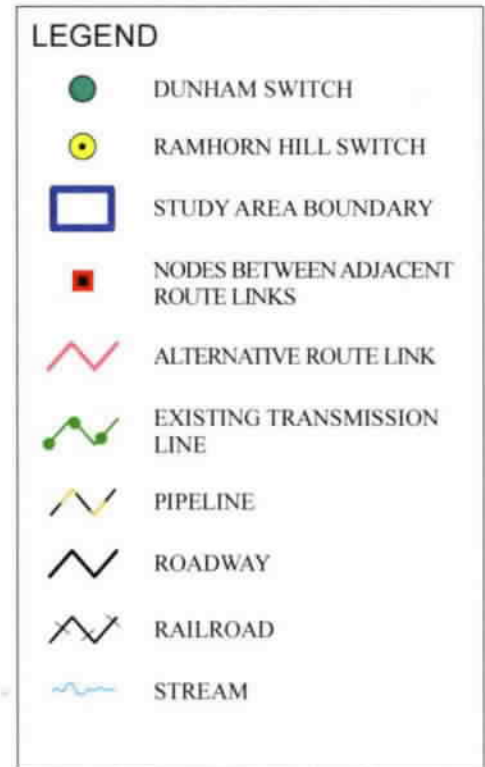 LEGEND
DUNHAM SWITCH
RAMHORN HILL SWITCH
STUDY AREA BOUNDARY
NODES BETWEEN ADJACENT
ROUTE LINKS
ALTERNATIVE ROUTE LINK
EXISTING TRANSMISSION
LINE
PIPELINE
ROADWAY
RAILROAD
STREAM